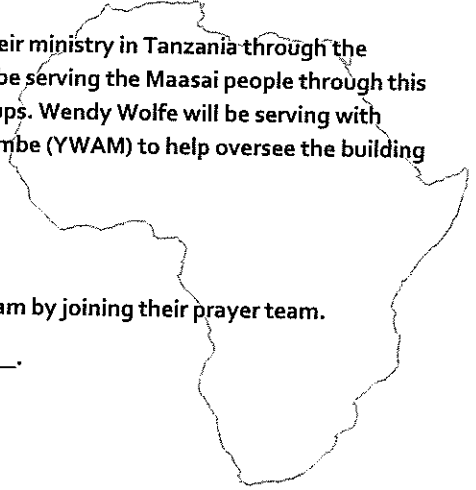 eir ministry in Tanzania through the
be serving the Maasai people through this
ups. Wendy Wolfe will be serving with
mbe (YWAM) to help oversee the building
am by joining their prayer team.
_.